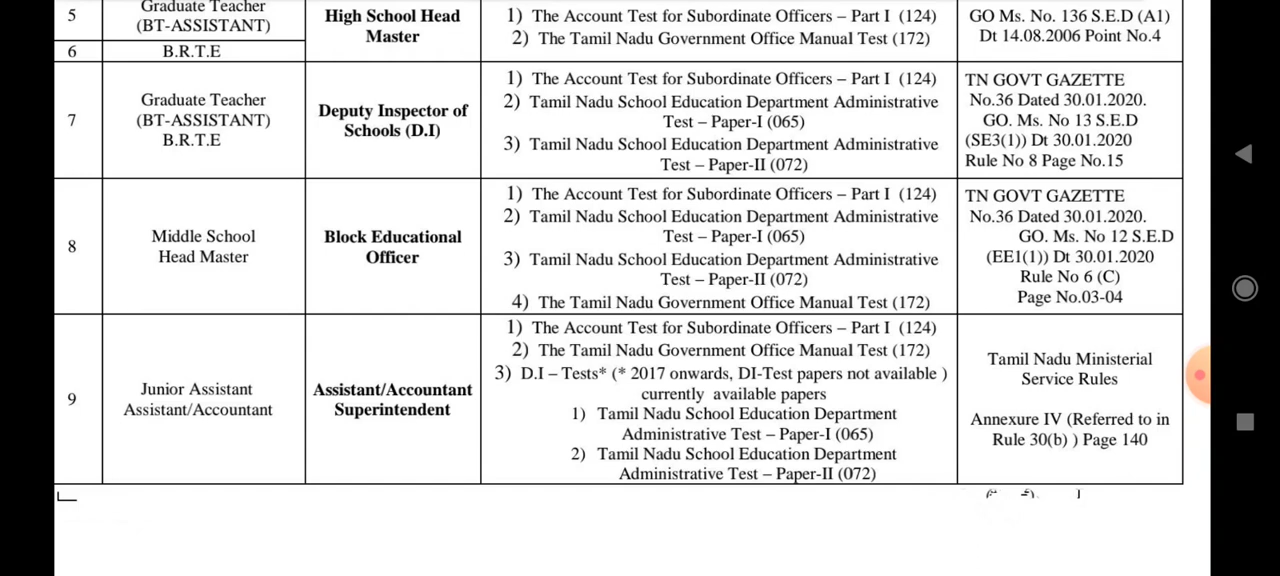 5
Graduate Teacher
(BT-ASSISTANT)
High School Head
Master
1) The Account Test for Subordinate Officers – Part I (124)
2) The Tamil Nadu Government Office Manual Test (172)
GO Ms. No. 136 S.E.D (A1)
Dt 14.08.2006 Point No.4
6
B.R.T.E
7
Graduate Teacher
(BT-ASSISTANT)
B.R.T.E
Deputy Inspector of
Schools (D.I)
1) The Account Test for Subordinate Officers – Part I (124)
2) Tamil Nadu School Education Department Administrative
Test – Paper-I (065)
3) Tamil Nadu School Education Department Administrative
Test – Paper-II (072)
TN GOVT GAZETTE
No.36 Dated 30.01.2020.
GO. Ms. No 13 S.E.D
(SE3(1)) Dt 30.01.2020
Rule No 8 Page No.15
8
Middle School
Head Master
Block Educational
Officer
1) The Account Test for Subordinate Officers – Part I (124)
2) Tamil Nadu School Education Department Administrative
Test – Paper-I (065)
3) Tamil Nadu School Education Department Administrative
Test – Paper-II (072)
4) The Tamil Nadu Government Office Manual Test (172)
TN GOVT GAZETTE
No.36 Dated 30.01.2020.
GO. Ms. No 12 S.E.D
(EE1(1)) Dt 30.01.2020
Rule No 6 (C)
Page No.03-04
9
Junior Assistant
Assistant/Accountant
Assistant/Accountant
Superintendent
1) The Account Test for Subordinate Officers – Part I (124)
2) The Tamil Nadu Government Office Manual Test (172)
3) D.I – Tests* (* 2017 onwards, DI-Test papers not available )
currently available papers
1) Tamil Nadu School Education Department
Administrative Test – Paper-I (065)
2) Tamil Nadu School Education Department
Administrative Test – Paper-II (072)
Tamil Nadu Ministerial
Service Rules
Annexure IV (Referred to in
Rule 30(b) ) Page 140